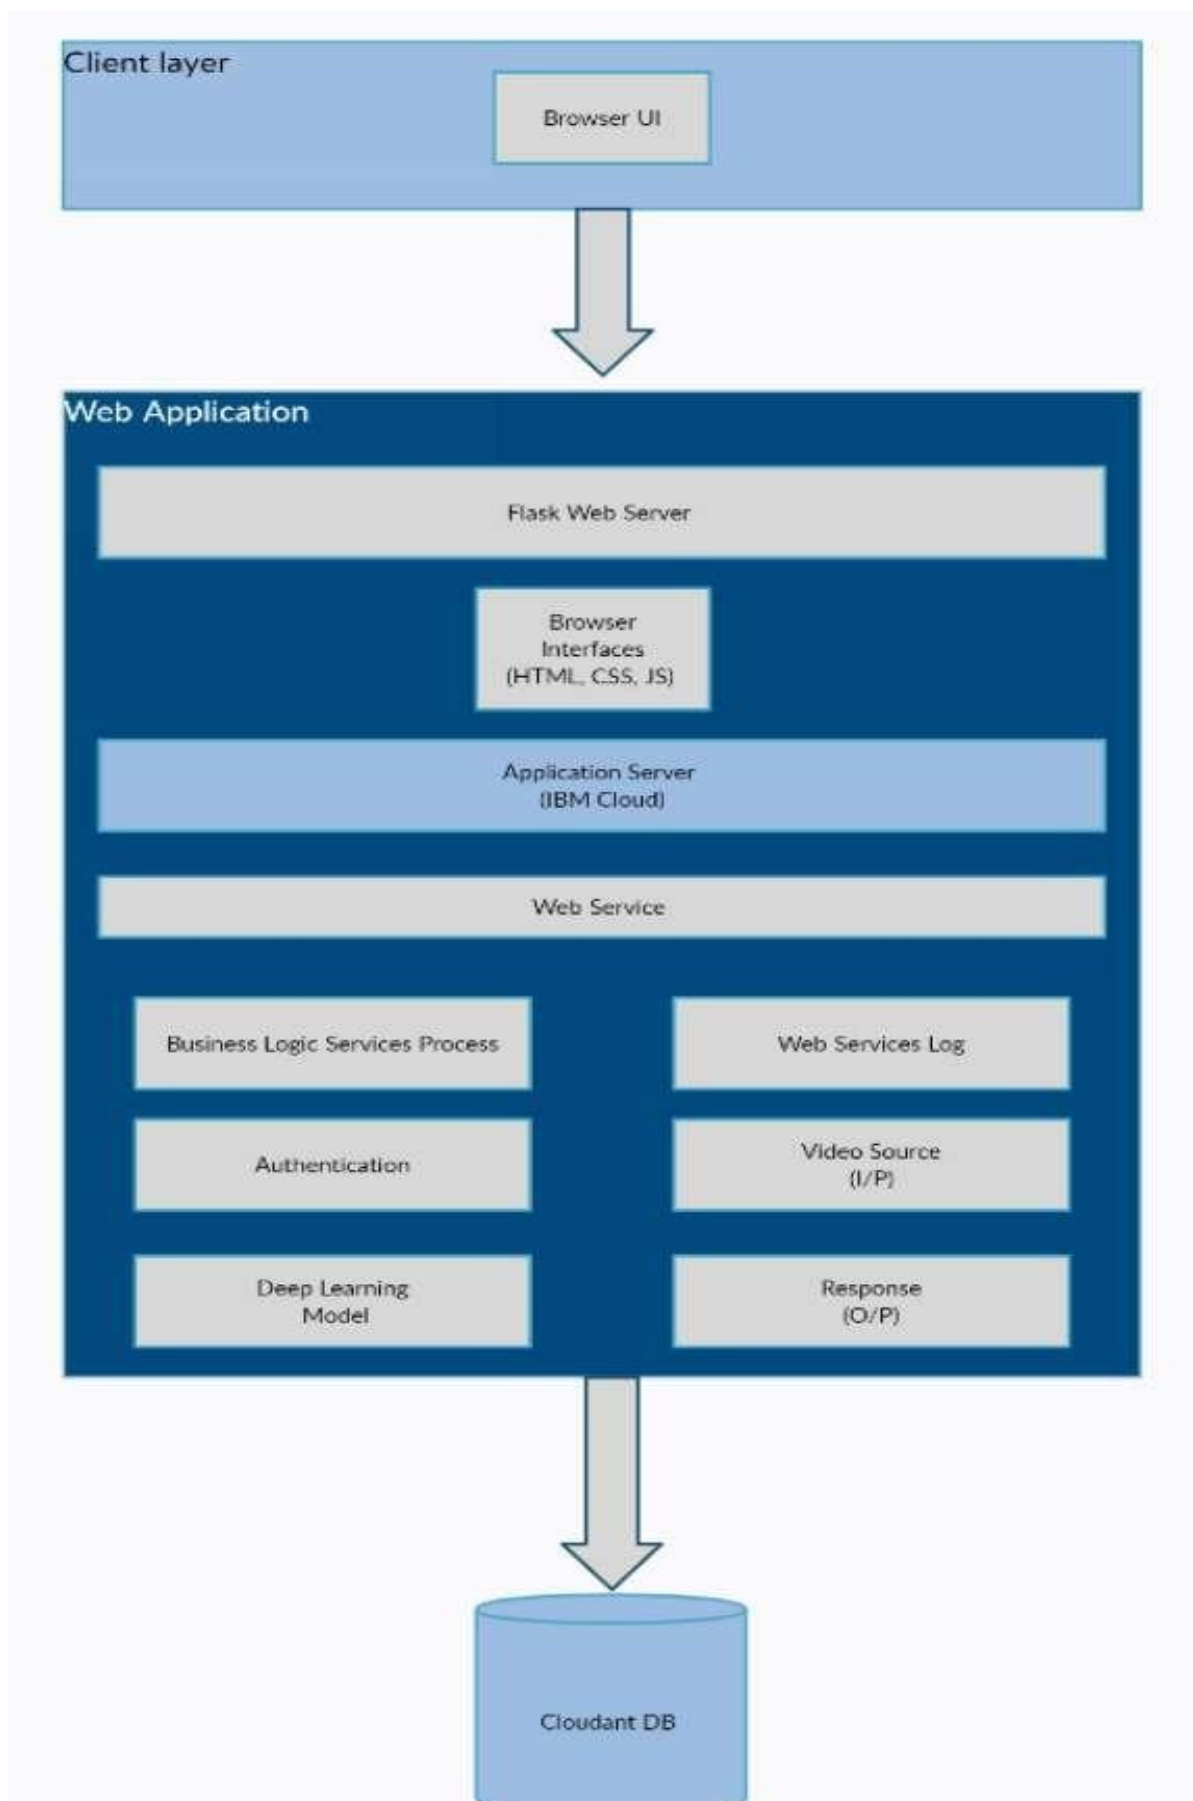 Client layer
Browser UI
Web Application
Flask Web Server
Browser
Interfaces
(HTML, CSS, JS)
Application Server
(IBM Cloud)
Web Service
Business Logic Services Process
Web Services Log
Authentication
Video Source
(I/P)
Deep Learning
Model
Response
(O/P)
Cloudant DB